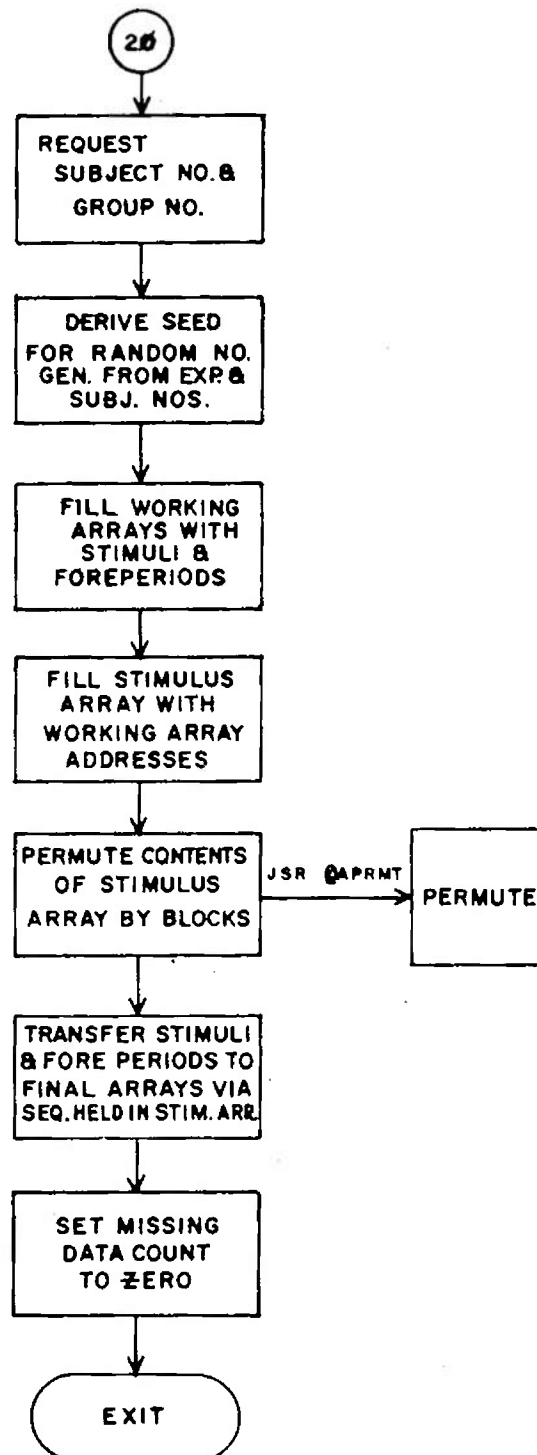 20
REQUEST
SUBJECT NO. &
GROUP NO.
DERIVE SEED
FOR RANDOM NO.
GEN. FROM EXP. &
SUBJ. NOS.
FILL WORKING
ARRAYS WITH
STIMULI &
FOREPERIODS
FILL STIMULUS
ARRAY WITH
WORKING ARRAY
ADDRESSES
PERMUTE CONTENTS
OF STIMULUS
ARRAY BY BLOCKS
JSR @APRMT
PERMUTE
TRANSFER STIMULI
& FORE PERIODS TO
FINAL ARRAYS VIA
SEQ. HELD IN STIM. ARR.
SET MISSING
DATA COUNT
TO ZERO
EXIT